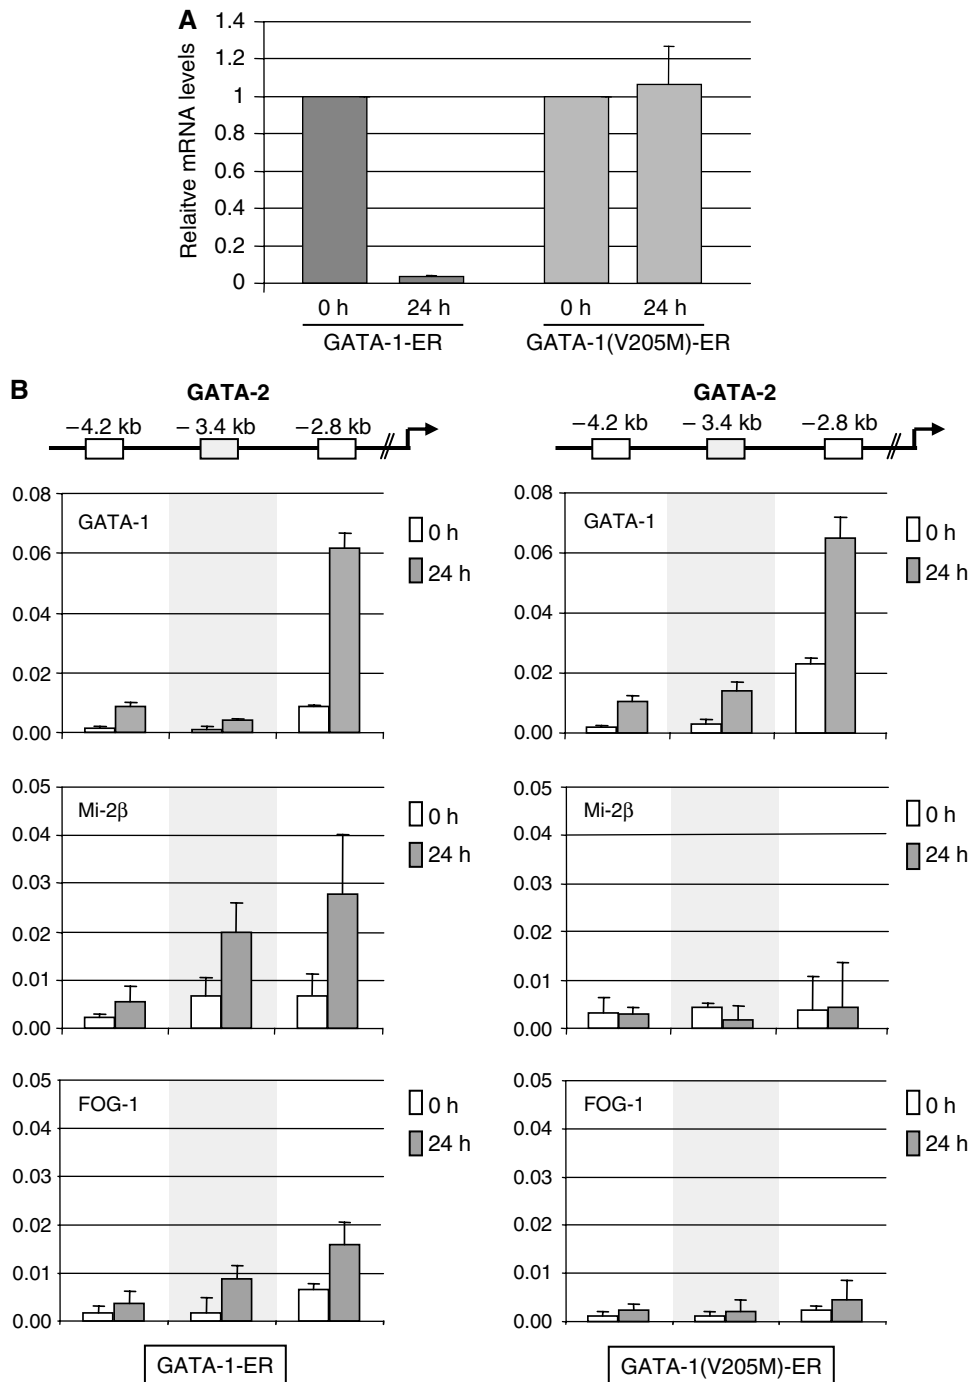 A
Relaitve mRNA levels
1.4
1.2
1
0.8
0.6
0.4
0.2
0
0 h 24 h 0 h 24 h
GATA-1-ER GATA-1(V205M)-ER
B
GATA-2 GATA-2
−4.2 kb − 3.4 kb −2.8 kb −4.2 kb − 3.4 kb −2.8 kb
0.08
0.06
0.04
0.02
0.00
GATA-1
0 h
24 h
0.08
0.06
0.04
0.02
0.00
GATA-1
0 h
24 h
0.05
0.04
0.03
0.02
0.01
0.00
Mi-2β
0 h
24 h
0.05
0.04
0.03
0.02
0.01
0.00
Mi-2β
0 h
24 h
0.05
0.04
0.03
0.02
0.01
0.00
FOG-1
0 h
24 h
0.05
0.04
0.03
0.02
0.01
0.00
FOG-1
0 h
24 h
GATA-1-ER GATA-1(V205M)-ER